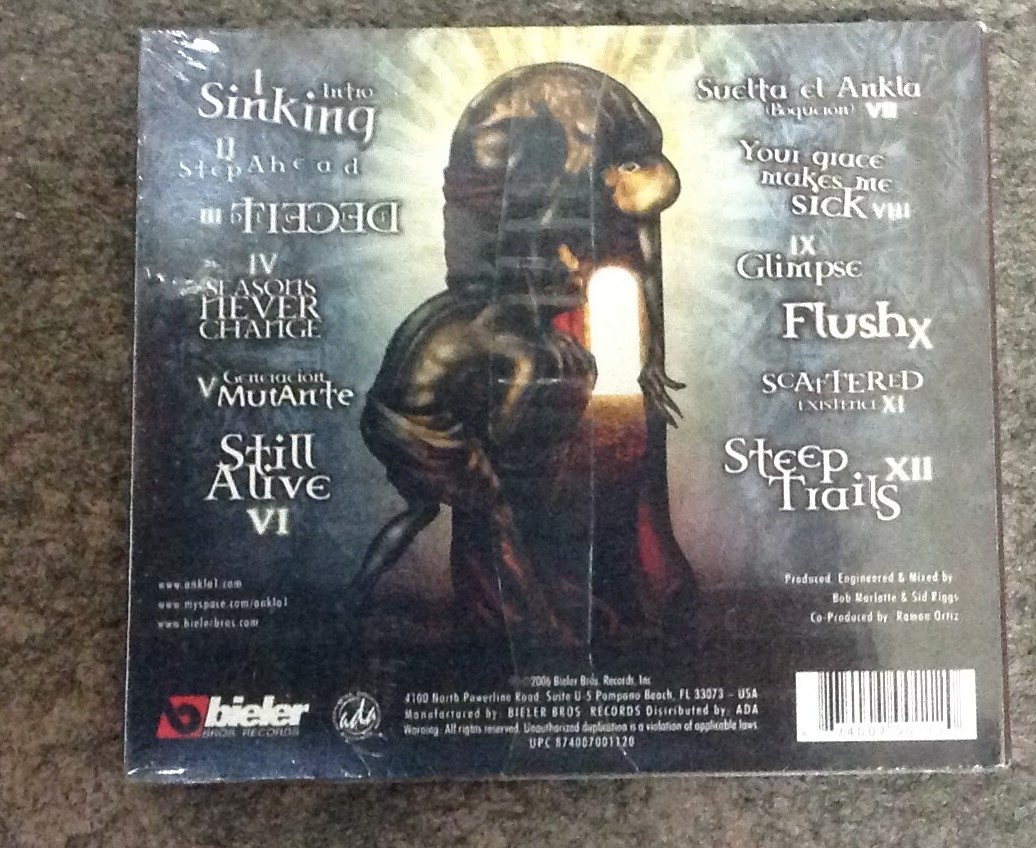 I
Intro
Sinking
II
Step Ahead
III DECEIT
IV
SEASONS
NEVER
CHANGE
Generacion
V MutAnte
Still
Alive
VI
Suelta el Ankla
(Boqueron) VII
Your grace
makes me
sick VIII
IX
Glimpse
Flush X
SCATTERED
EXISTENCE XI
Steep XII
Trails
www.ankla1.com
www.myspace.com/ankla1
www.bielerbros.com
Produced, Engineered & Mixed by
Bob Marlette & Sid Riggs
Co-Produced by Ramon Ortiz
bieler
BROS. RECORDS
ada
2006 Bieler Bros. Records, Inc.
4100 North Powerline Road, Suite U-5 Pompano Beach, FL 33073 - USA
Manufactured by: BIELER BROS. RECORDS Distributed by: ADA
Warning: All rights reserved. Unauthorized duplication is a violation of applicable laws.
UPC 874007001120